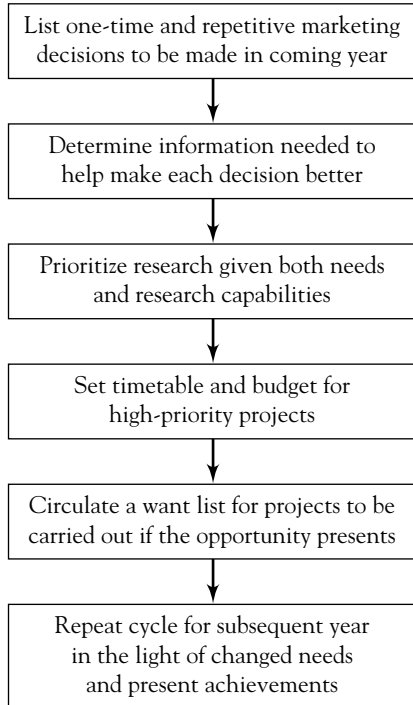 List one-time and repetitive marketing
decisions to be made in coming year
Determine information needed to
help make each decision better
Prioritize research given both needs
and research capabilities
Set timetable and budget for
high-priority projects
Circulate a want list for projects to be
carried out if the opportunity presents
Repeat cycle for subsequent year
in the light of changed needs
and present achievements